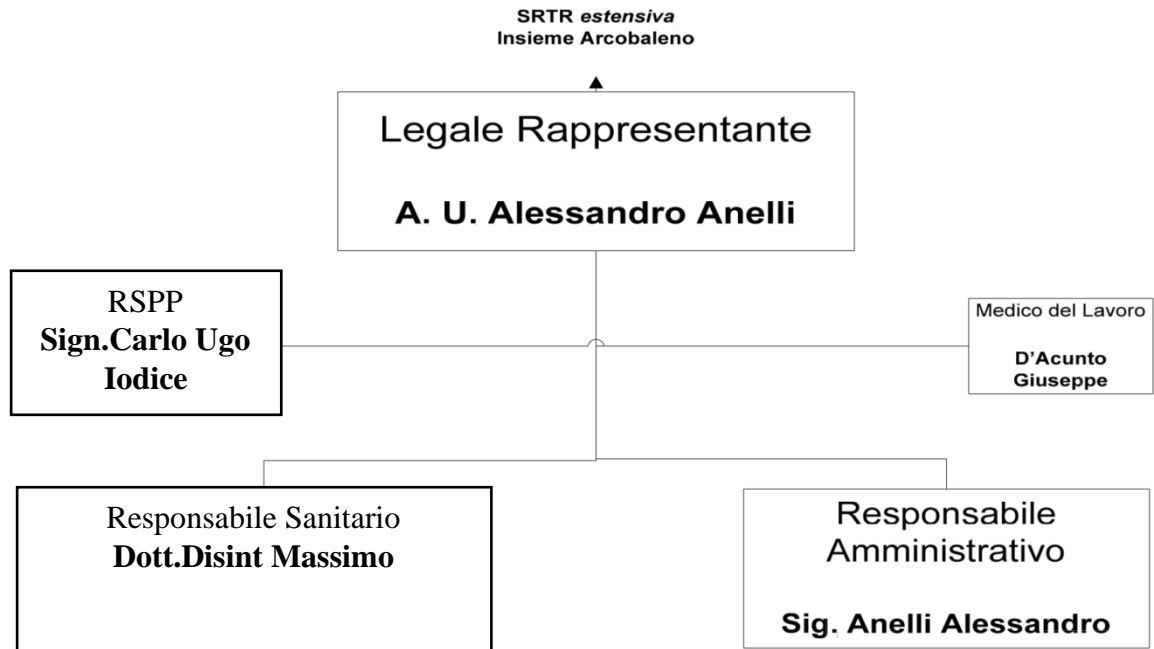 SRTR estensiva
Insieme Arcobaleno
Legale Rappresentante
A. U. Alessandro Anelli
RSPP
Sign.Carlo Ugo
Iodice
Medico del Lavoro
D'Acunto
Giuseppe
Responsabile Sanitario
Dott.Disint Massimo
Responsabile
Amministrativo
Sig. Anelli Alessandro